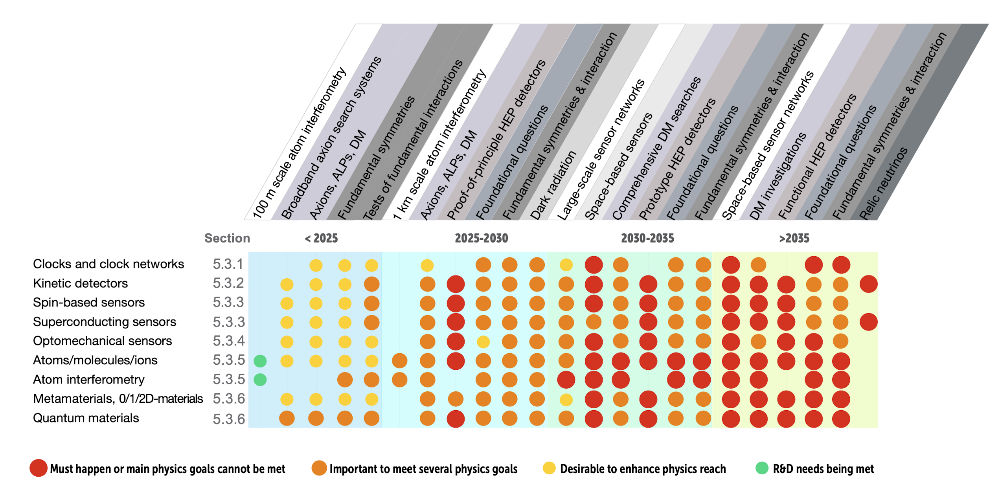 100 m scale atom interferometry
Broadband axion search systems
Axions, ALPs, DM
Fundamental symmetries
Tests of fundamental interactions
1 km scale atom interferometry
Axions, ALPs, DM
Proof-of-principle HEP detectors
Foundational questions
Fundamental symmetries & interaction
Dark radiation
Large-scale sensor networks
Space-based sensors
Comprehensive DM searches
Prototype HEP detectors
Foundational questions
Fundamental symmetries & interaction
Space-based sensor networks
DM investigations
Functional HEP detectors
Foundational questions
Fundamental symmetries & interaction
Relic neutrinos
Section < 2025 2025-2030 2030-2035 >2035
Clocks and clock networks 5.3.1
Kinetic detectors 5.3.2
Spin-based sensors 5.3.3
Superconducting sensors 5.3.3
Optomechanical sensors 5.3.4
Atoms/molecules/ions 5.3.5
Atom interferometry 5.3.5
Metamaterials, 0/1/2D-materials 5.3.6
Quantum materials 5.3.6
Must happen or main physics goals cannot be met Important to meet several physics goals Desirable to enhance physics reach R&D needs being met